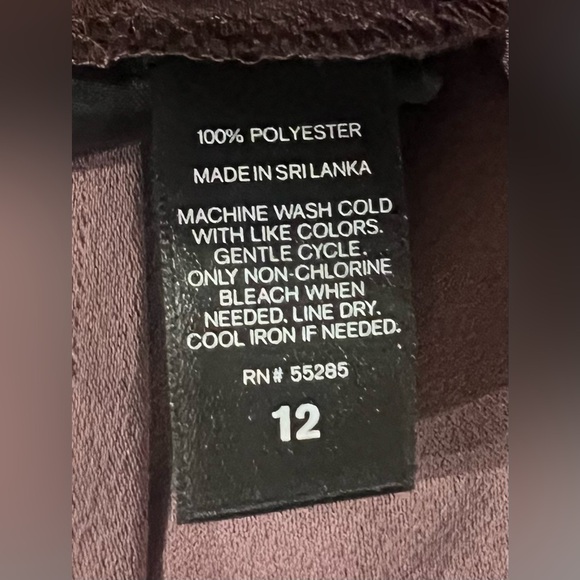 100% POLYESTER
MADE IN SRI LANKA
MACHINE WASH COLD
WITH LIKE COLORS.
GENTLE CYCLE.
ONLY NON-CHLORINE
BLEACH WHEN
NEEDED. LINE DRY.
COOL IRON IF NEEDED.
RN# 55285
12